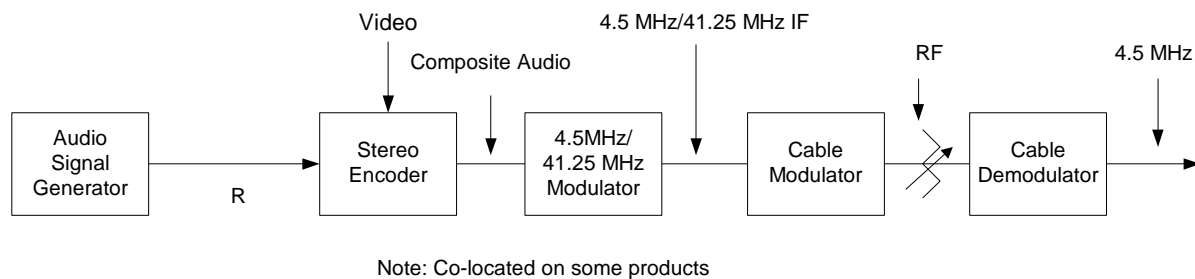 Video
4.5 MHz/41.25 MHz IF
Composite Audio
RF
4.5 MHz
Audio
Signal
Generator
R
Stereo
Encoder
4.5MHz/
41.25 MHz
Modulator
Cable
Modulator
Cable
Demodulator
Note: Co-located on some products